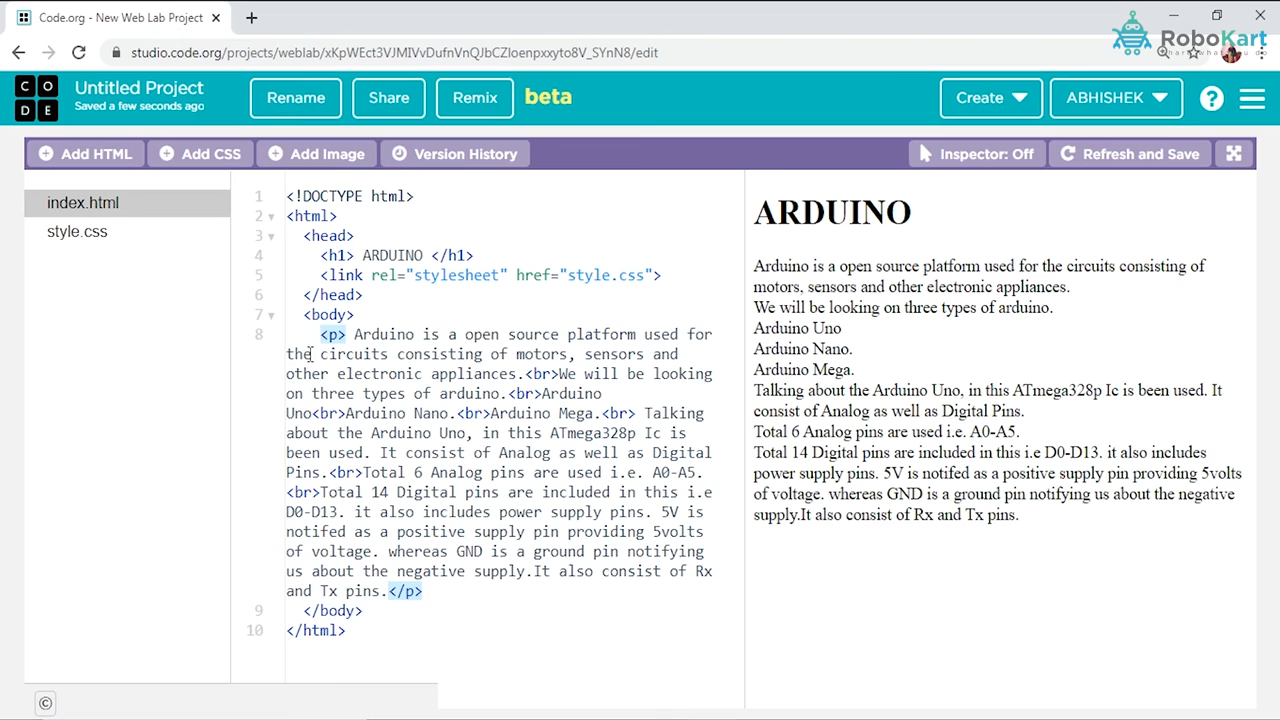 Code.org - New Web Lab Project
studio.code.org/projects/weblab/xKpWEct3VJMIVVDufnVnQJbCZIoenpxxyto8V_SYnN8/edit
ROBOKART
CO
DE
Untitled Project
Saved a few seconds ago
Rename
Share
Remix
beta
Create
ABHISHEK
?
Add HTML
Add CSS
Add Image
Version History
Inspector: Off
Refresh and Save
index.html
style.css
1 <!DOCTYPE html>
2 <html>
3 <head>
4 <h1> ARDUINO </h1>
5 <link rel="stylesheet" href="style.css">
6 </head>
7 <body>
8 <p> Arduino is a open source platform used for
the circuits consisting of motors, sensors and
other electronic appliances.<br>We will be looking
on three types of arduino.<br>Arduino
Uno<br>Arduino Nano.<br>Arduino Mega.<br> Talking
about the Arduino Uno, in this ATmega328p Ic is
been used. It consist of Analog as well as Digital
Pins.<br>Total 6 Analog pins are used i.e. A0-A5.
<br>Total 14 Digital pins are included in this i.e
D0-D13. it also includes power supply pins. 5V is
notifed as a positive supply pin providing 5volts
of voltage. whereas GND is a ground pin notifying
us about the negative supply.It also consist of Rx
and Tx pins.</p>
9 </body>
10 </html>
ARDUINO
Arduino is a open source platform used for the circuits consisting of
motors, sensors and other electronic appliances.
We will be looking on three types of arduino.
Arduino Uno
Arduino Nano.
Arduino Mega.
Talking about the Arduino Uno, in this ATmega328p Ic is been used. It
consist of Analog as well as Digital Pins.
Total 6 Analog pins are used i.e. A0-A5.
Total 14 Digital pins are included in this i.e D0-D13. it also includes
power supply pins. 5V is notifed as a positive supply pin providing 5volts
of voltage. whereas GND is a ground pin notifying us about the negative
supply.It also consist of Rx and Tx pins.
©